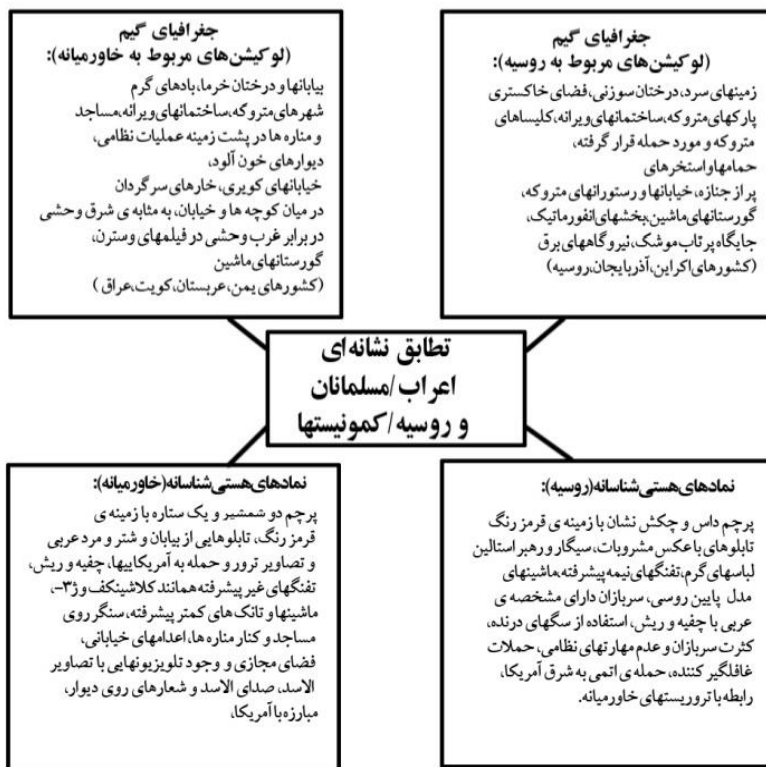 جغرافیای گیم
(لوکیشن‌های مربوط به روسیه):
زمینهای سرد، درختان سوزنی، فضای خاکستری
پارکهای متروکه، ساختمانهای ویرانه، کلیساهای
متروکه و مورد حمله قرار گرفته،
حمامها و استخرهای
پر از جنازه، خیابانها و رستورانهای متروکه،
گورستانهای ماشین، بخشهای انفورماتیک،
جایگاه پرتاب موشک، نیروگاههای برق
(کشورهای اکراین، آذربایجان، روسیه)
جغرافیای گیم
(لوکیشن‌های مربوط به خاورمیانه):
بیابانها و درختان خرما، بادهای گرم
شهرهای متروکه، ساختمانهای ویرانه، مساجد
و مناره ها در پشت زمینه عملیات نظامی،
دیوارهای خون آلود،
خیابانهای کویری، خارهای سرگردان
در میان کوچه ها و خیابان، به مثابه ی شرق وحشی
در برابر غرب وحشی در فیلمهای وسترن،
گورستانهای ماشین
(کشورهای یمن، عربستان، کویت، عراق )
تطابق نشانه‌ای
اعراب/مسلمانان
و روسیه/کمونیستها
نمادهای هستی‌شناسانه(روسیه):
پرچم داس و چکش نشان با زمینه ی قرمز رنگ
تابلوهای با عکس مشروبات، سیگار و رهبر استالین
لباسهای گرم، تفنگهای نیمه پیشرفته، ماشینهای
مدل پایین روسی، سربازان دارای مشخصه ی
عربی با چفیه و ریش، استفاده از سگهای درنده،
کثرت سربازان و عدم مهارتهای نظامی، حملات
غافلگیر کننده، حمله ی اتمی به شرق آمریکا،
رابطه با تروریستهای خاورمیانه.
نمادهای هستی‌شناسانه(خاورمیانه):
پرچم دو شمشیر و یک ستاره با زمینه ی
قرمز رنگ، تابلوهایی از بیابان و شتر و مرد عربی
و تصاویر ترور و حمله به آمریکاییها، چفیه و ریش،
تفنگهای غیر پیشرفته همانند کلاشینکف و ژ۳-،
ماشینها و تانک های کمتر پیشرفته، سنگر روی
مساجد و کنار مناره ها، اعدامهای خیابانی،
فضای مجازی و وجود تلویزیونهایی با تصاویر
الاسد، صدای الاسد و شعارهای روی دیوار،
مبارزه با آمریکا،